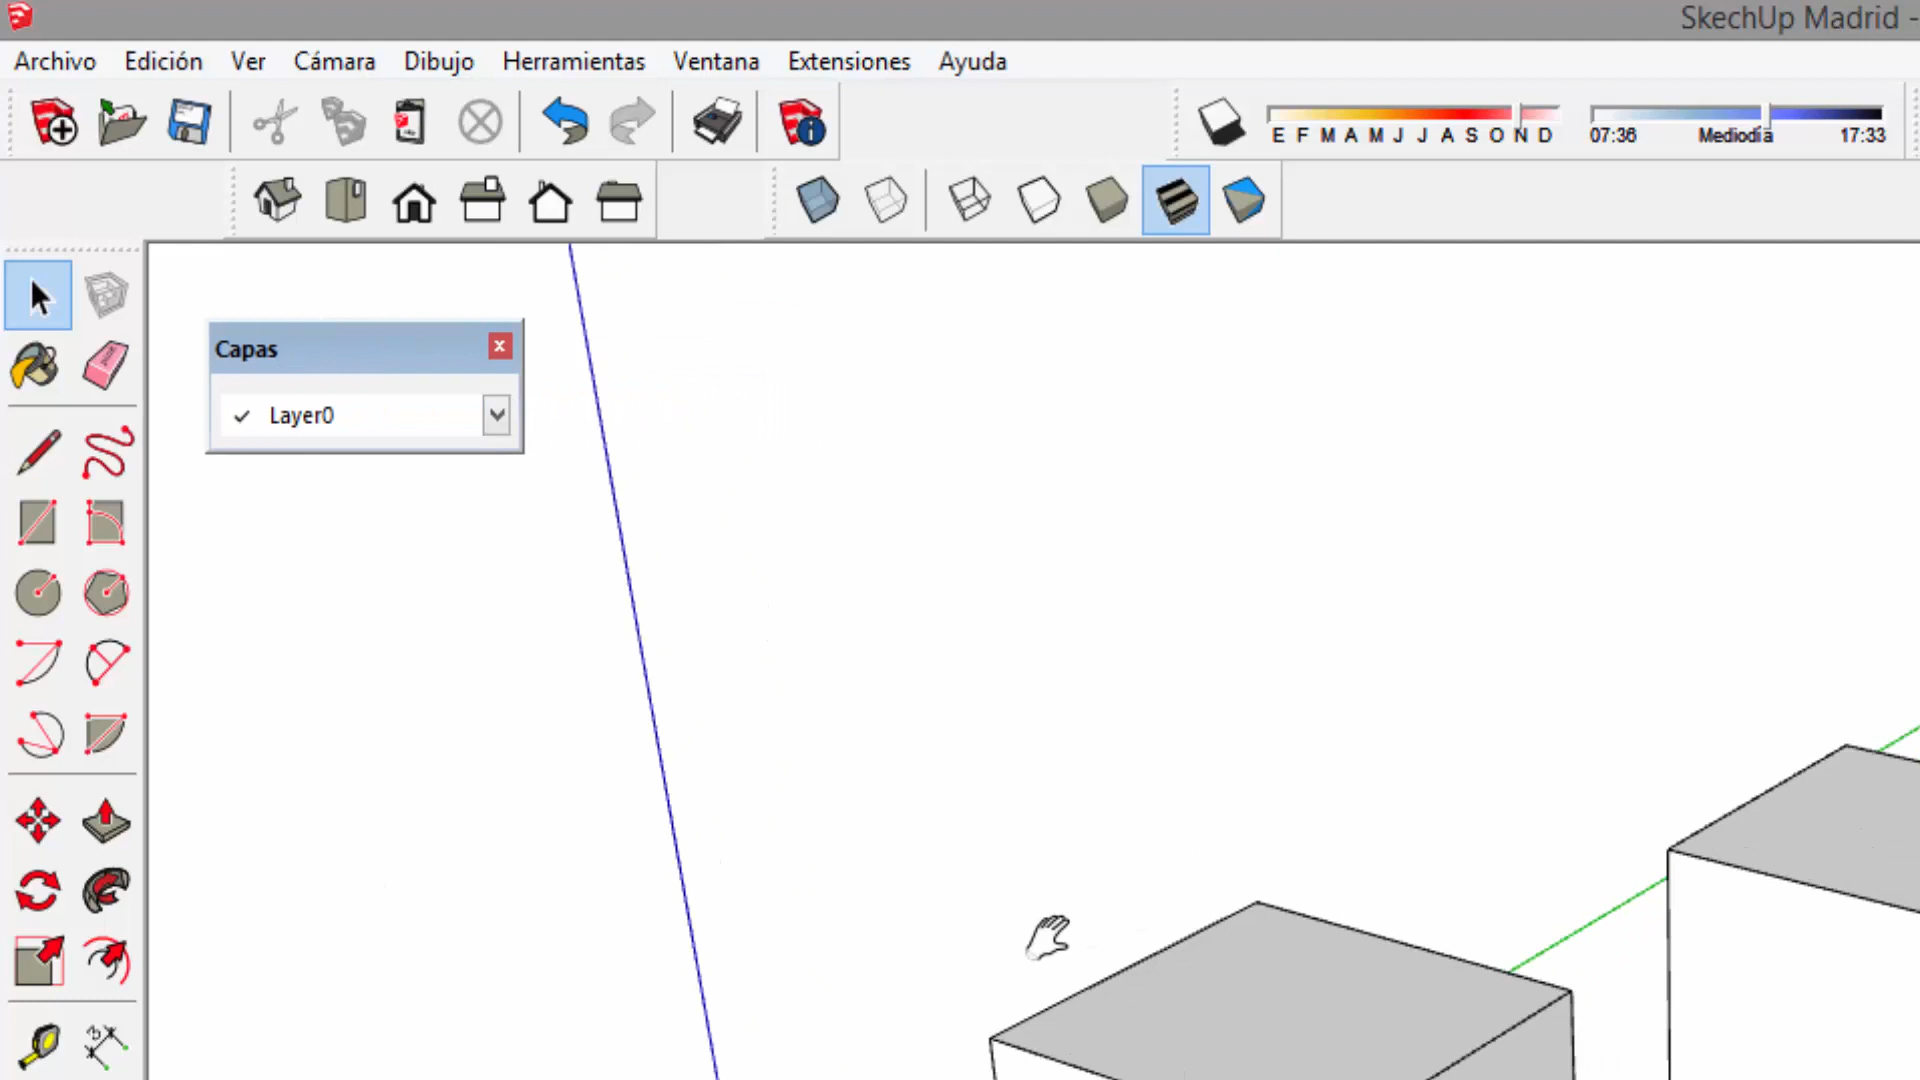 SkechUp Madrid -
Archivo Edición Ver Cámara Dibujo Herramientas Ventana Extensiones Ayuda
E F M A M J J A S O N D
07:36 Mediodía 17:33
Capas
Layer0